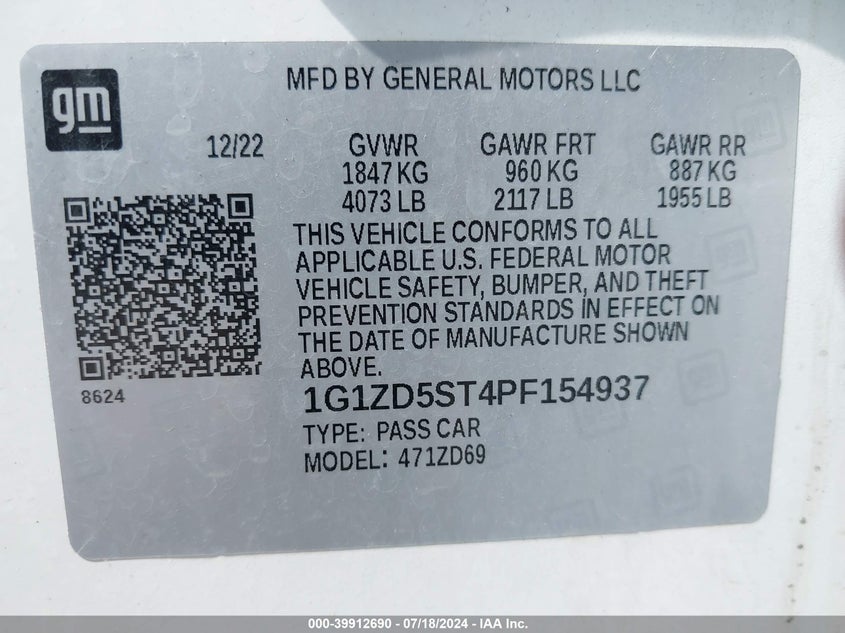 gm
MFD BY GENERAL MOTORS LLC
12/22 GVWR GAWR FRT GAWR RR
1847 KG 960 KG 887 KG
4073 LB 2117 LB 1955 LB
THIS VEHICLE CONFORMS TO ALL
APPLICABLE U.S. FEDERAL MOTOR
VEHICLE SAFETY, BUMPER, AND THEFT
PREVENTION STANDARDS IN EFFECT ON
THE DATE OF MANUFACTURE SHOWN
ABOVE.
8624
1G1ZD5ST4PF154937
TYPE: PASS CAR
MODEL: 471ZD69
000-39912690 - 07/18/2024 - IAA Inc.